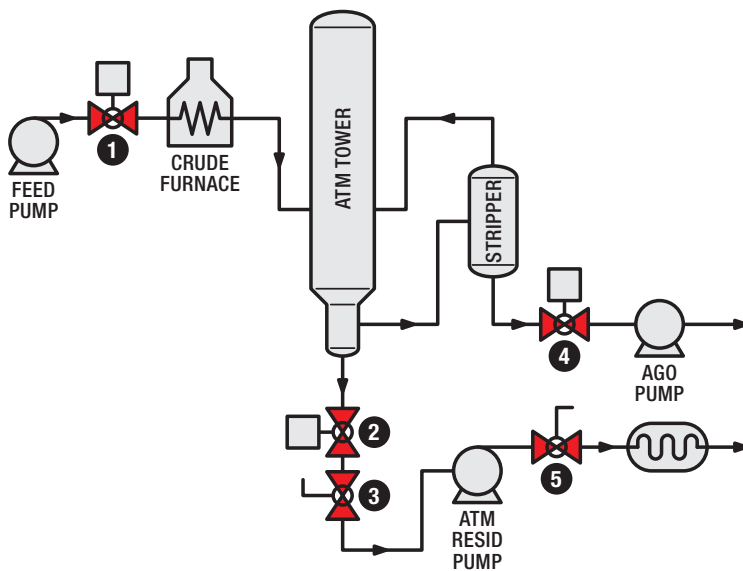 FEED
PUMP
1
CRUDE
FURNACE
ATM TOWER
STRIPPER
4
AGO
PUMP
2
3
ATM
RESID
PUMP
5